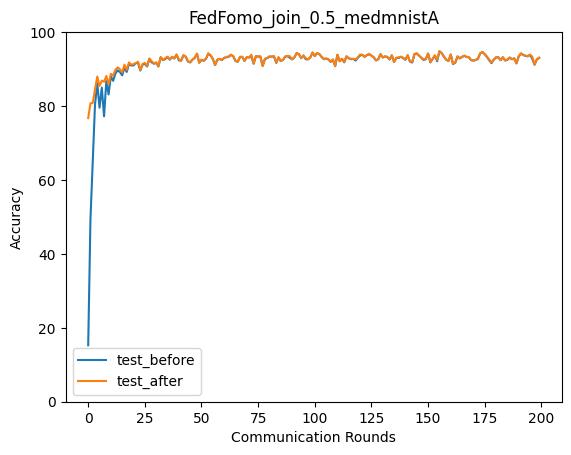 FedFomo_join_0.5_medmnistA
Accuracy
100
80
60
40
20
0
test_before
test_after
0 25 50 75 100 125 150 175 200
Communication Rounds